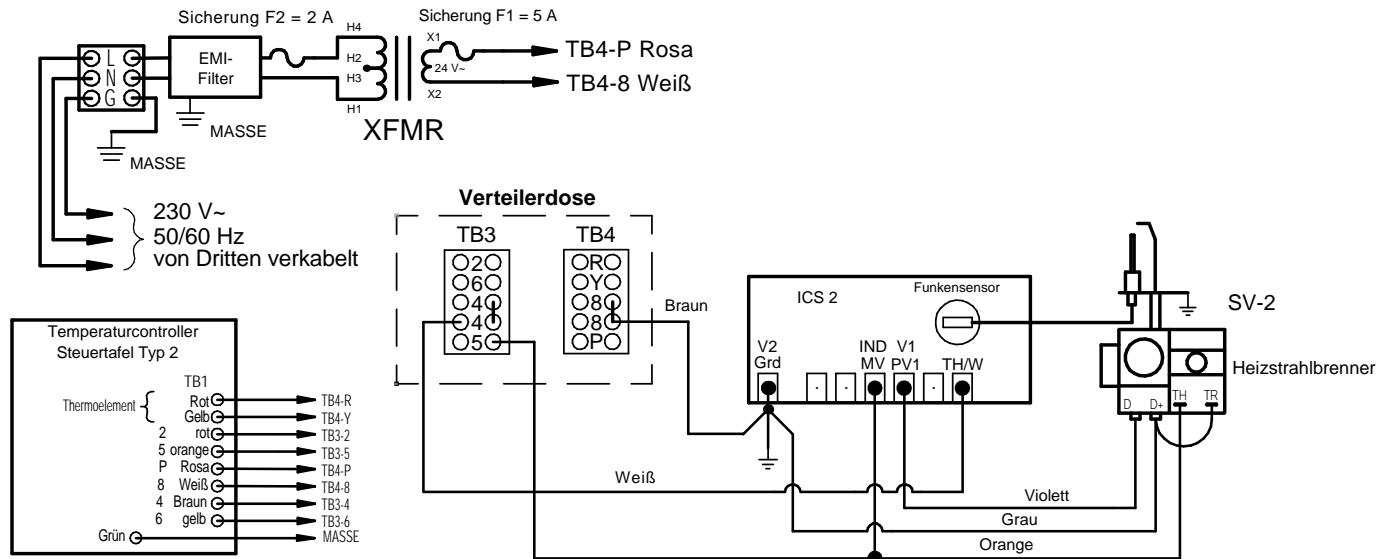 Sicherung F2 = 2 A
Sicherung F1 = 5 A
L
N
G
EMI-
Filter
H4
H2
H3
H1
X1
24 V~
X2
TB4-P Rosa
TB4-8 Weiß
MASSE
MASSE
XFMR
230 V~
50/60 Hz
von Dritten verkabelt
Verteilerdose
TB3
2
6
4
4
5
TB4
R
Y
8
8
P
Braun
ICS 2
Funkensensor
V2
Grd
IND
MV
V1
PV1
TH/W
SV-2
Heizstrahlbrenner
D
D+
TH
TR
Weiß
Violett
Grau
Orange
Temperaturcontroller
Steuertafel Typ 2
TB1
Thermoelement
Rot TB4-R
Gelb TB4-Y
2 rot TB3-2
5 orange TB3-5
P Rosa TB4-P
8 Weiß TB4-8
4 Braun TB3-4
6 gelb TB3-6
Grün MASSE